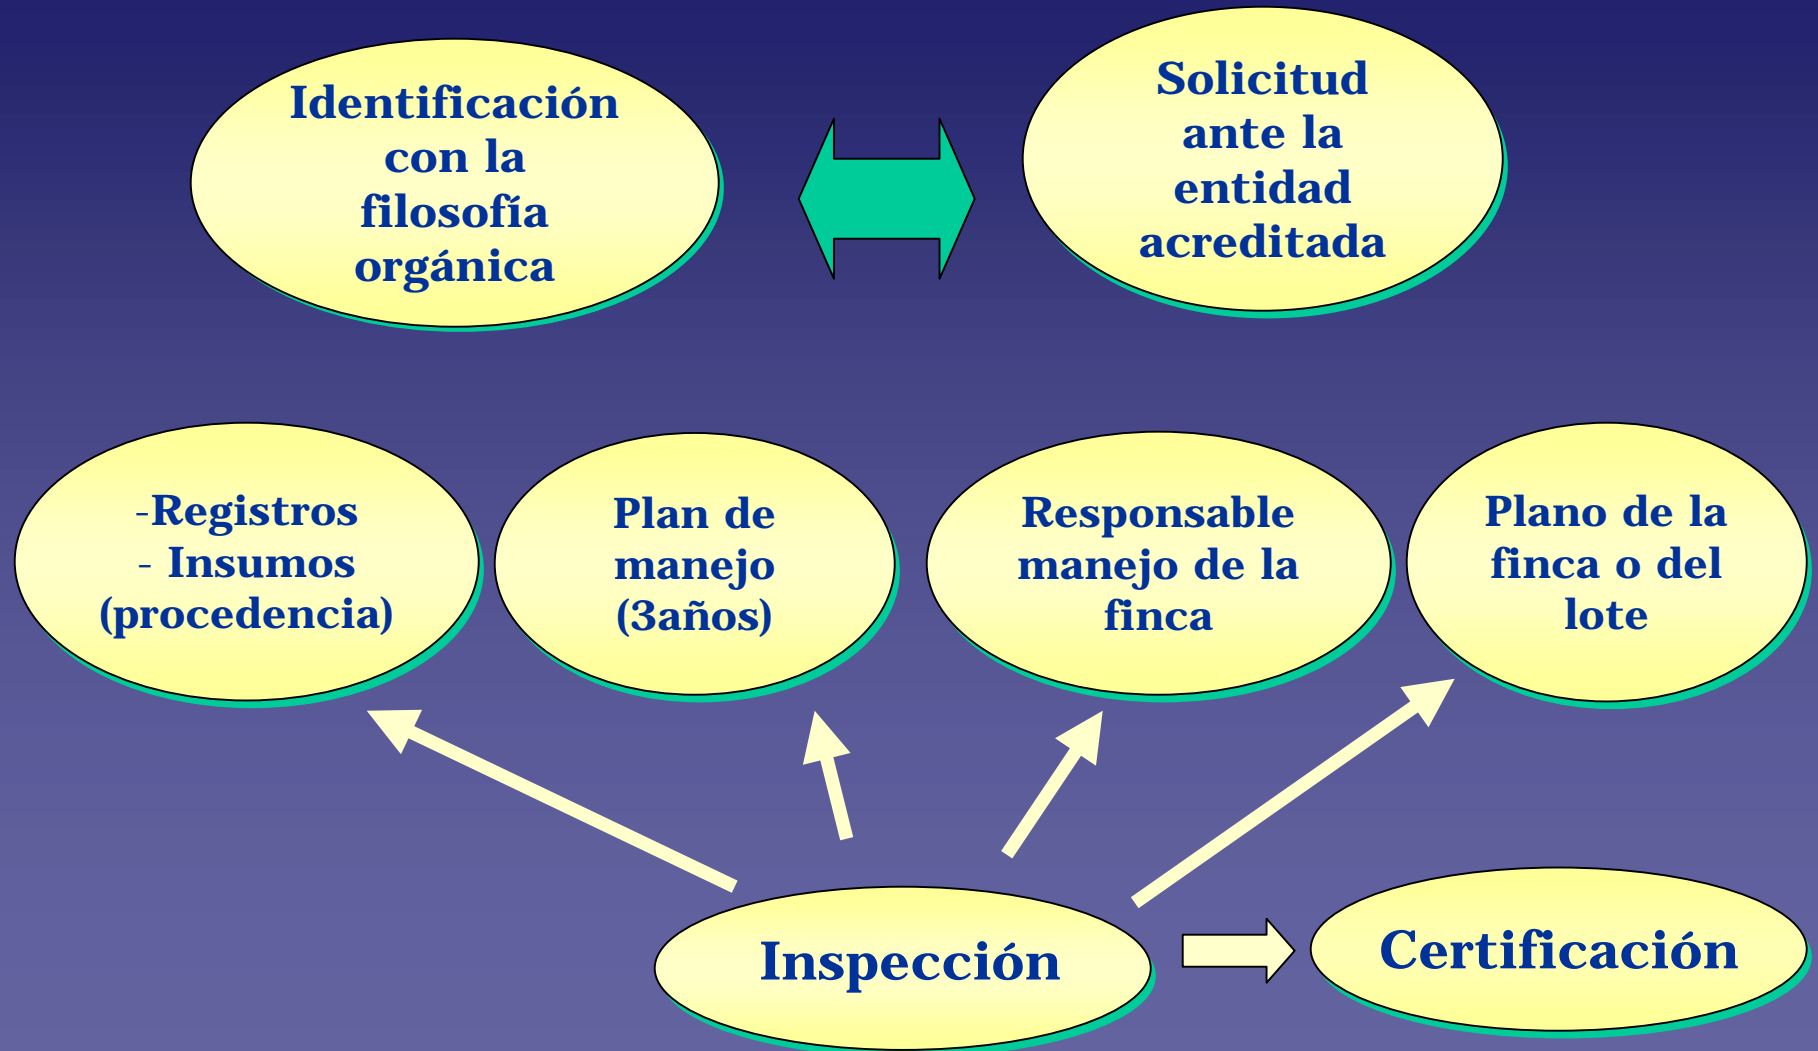 Identificación
con la
filosofía
orgánica
Solicitud
ante la
entidad
acreditada
-Registros
- Insumos
(procedencia)
Plan de
manejo
(3años)
Responsable
manejo de la
finca
Plano de la
finca o del
lote
Inspección
Certificación